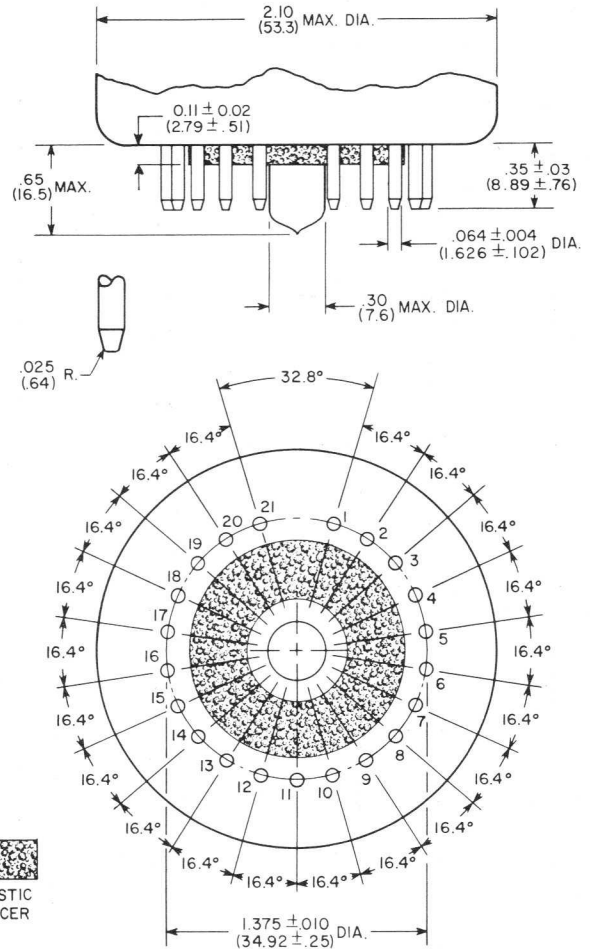 2.10
(53.3) MAX. DIA.
0.11 ± 0.02
(2.79 ± .51)
.65
(16.5) MAX.
.35 ± .03
(8.89 ± .76)
.064 ± .004
(1.626 ± .102) DIA.
.30
(7.6) MAX. DIA.
.025
(.64) R.
32.8°
16.4° 16.4°
16.4° 16.4°
21 1
20 2
16.4° 16.4°
19 3
16.4° 16.4°
18 4
16.4° 16.4°
17 5
16.4° 16.4°
16 6
16.4° 16.4°
15 7
14 8
16.4° 16.4°
13 9
12 11 10
16.4° 16.4°
16.4° 16.4°
16.4° 16.4°
STIC
CER
1.375 ± .010
(34.92 ± .25) DIA.